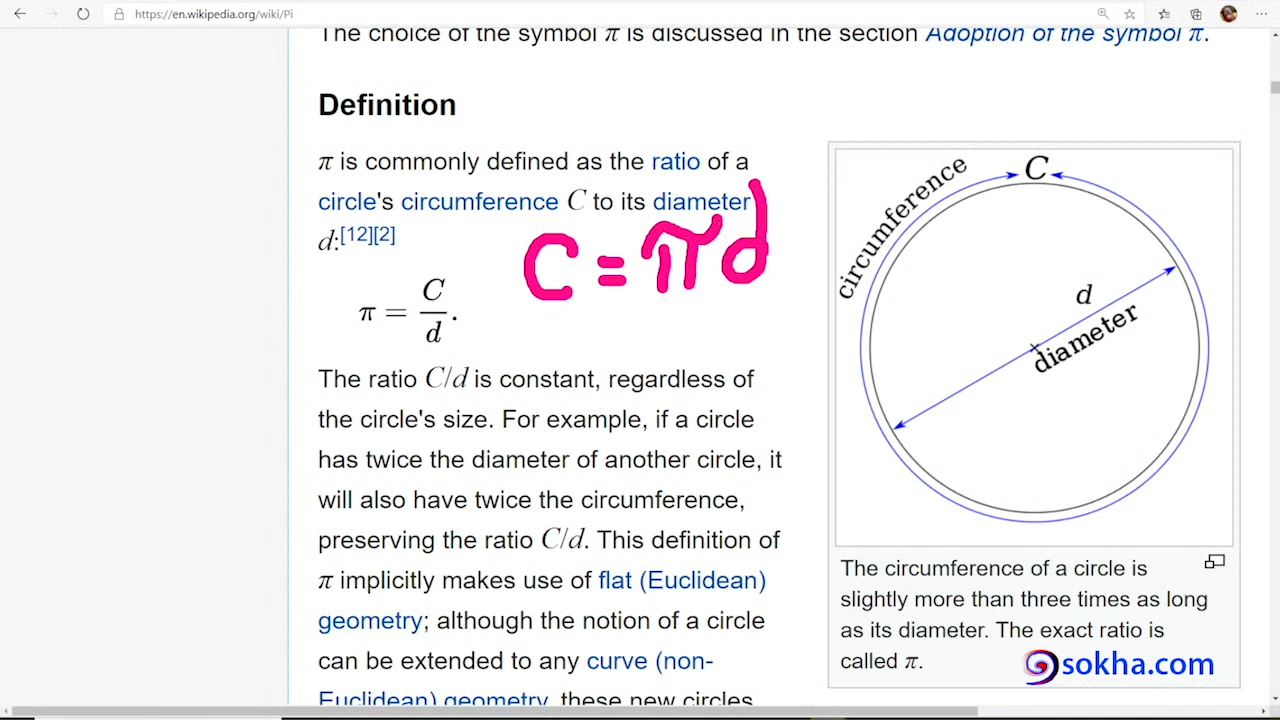 https://en.wikipedia.org/wiki/Pi
The choice of the symbol π is discussed in the section Adoption of the symbol π.
Definition
π is commonly defined as the ratio of a
circle's circumference C to its diameter
d:[12][2]
C = πd
π = C/d.
The ratio C/d is constant, regardless of
the circle's size. For example, if a circle
has twice the diameter of another circle, it
will also have twice the circumference,
preserving the ratio C/d. This definition of
π implicitly makes use of flat (Euclidean)
geometry; although the notion of a circle
can be extended to any curve (non-
Euclidean) geometry, these new circles
circumference
C
d
diameter
The circumference of a circle is
slightly more than three times as long
as its diameter. The exact ratio is
called π.
sokha.com